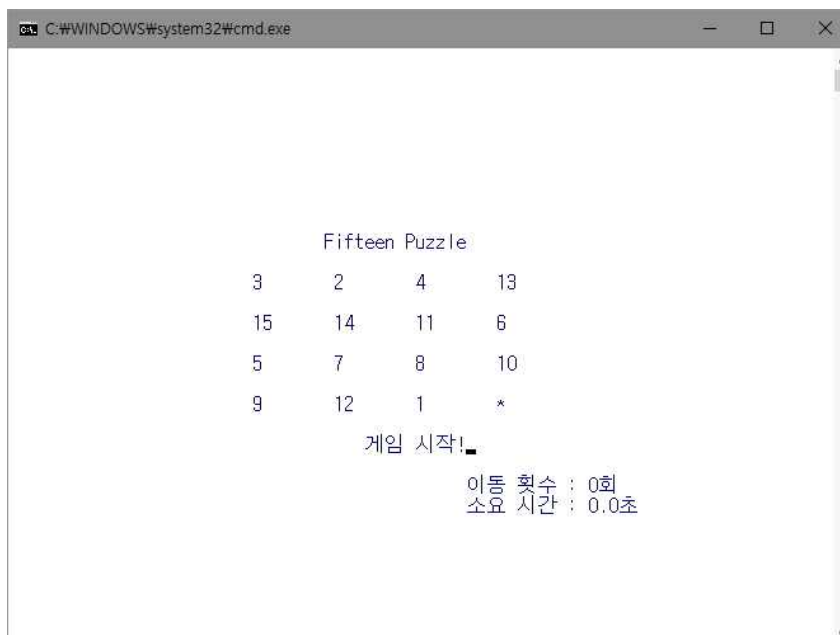 C:₩WINDOWS₩system32₩cmd.exe
Fifteen Puzzle
3 2 4 13
15 14 11 6
5 7 8 10
9 12 1 *
게임 시작!
이동 횟수 : 0회
소요 시간 : 0.0초